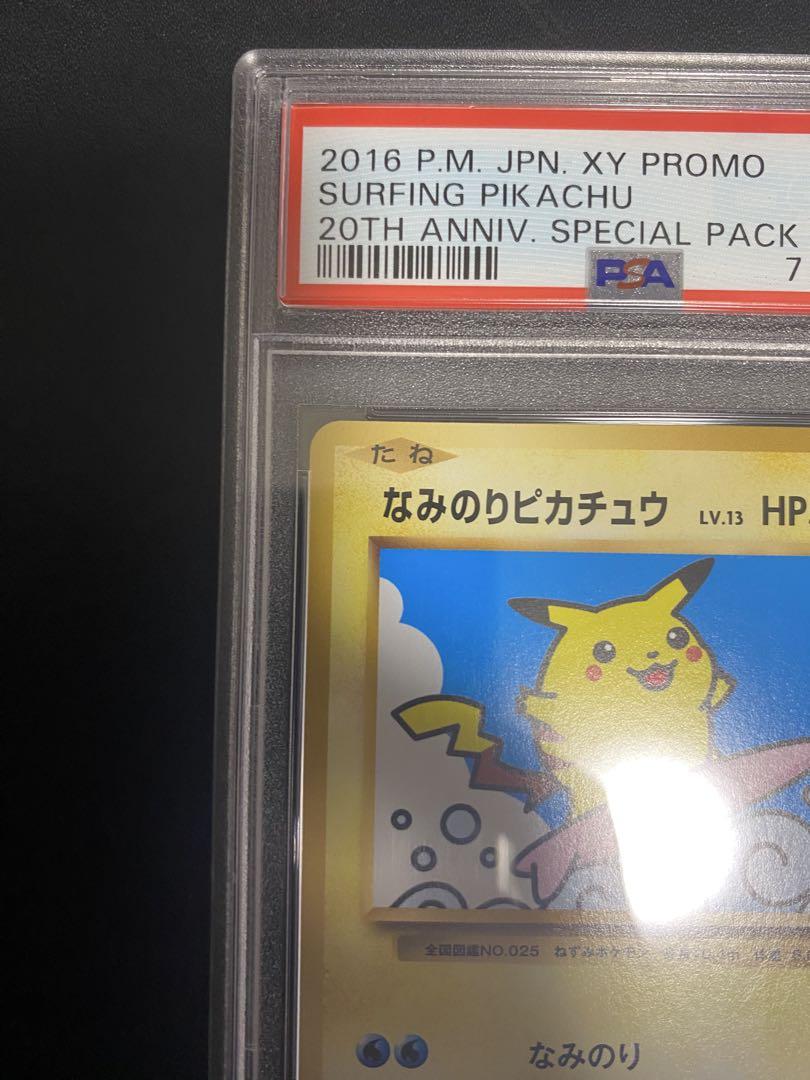 2016 P.M. JPN. XY PROMO
SURFING PIKACHU
20TH ANNIV. SPECIAL PACK
PSA 7
たね
なみのりピカチュウ LV.13 HP
全国図鑑NO.025 ねずみポケモン
なみのり